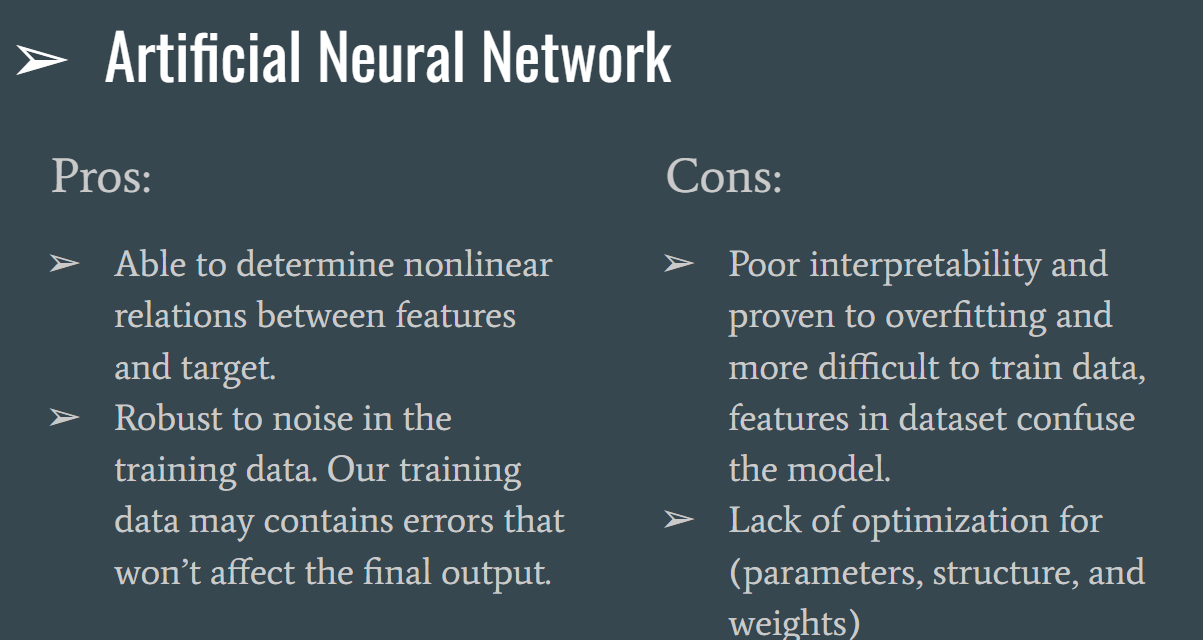 ➢ Artificial Neural Network
Pros:
➢ Able to determine nonlinear
relations between features
and target.
➢ Robust to noise in the
training data. Our training
data may contains errors that
won’t affect the final output.
Cons:
➢ Poor interpretability and
proven to overfitting and
more difficult to train data,
features in dataset confuse
the model.
➢ Lack of optimization for
(parameters, structure, and
weights)